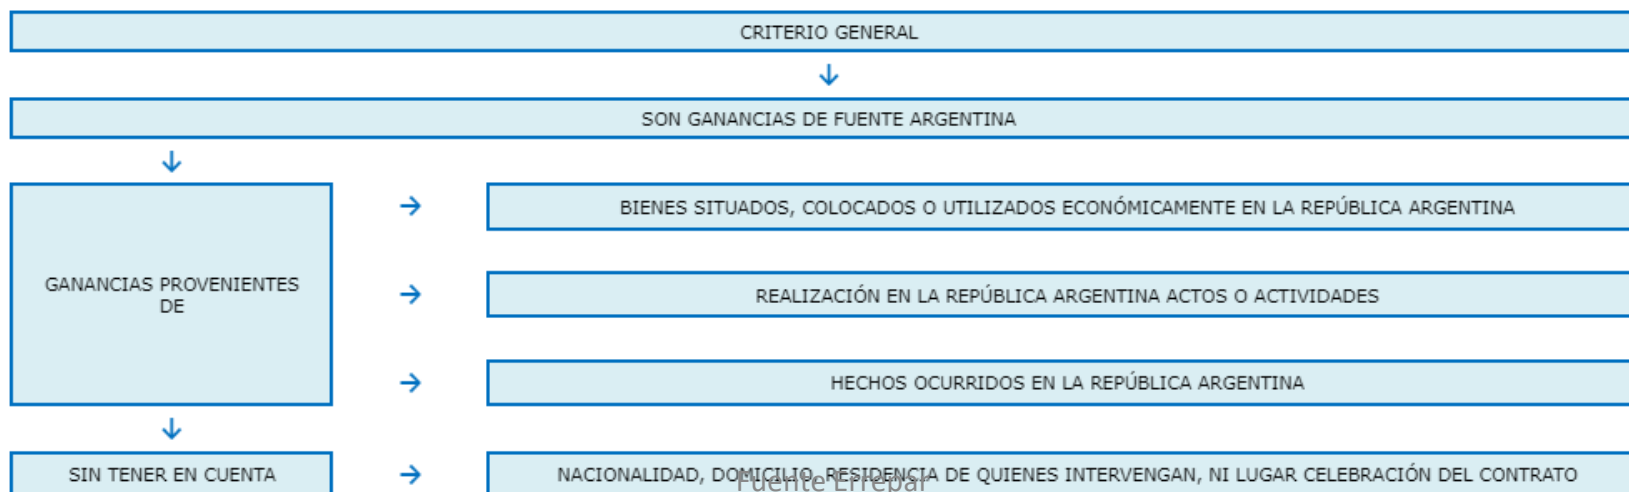 CRITERIO GENERAL
SON GANANCIAS DE FUENTE ARGENTINA
GANANCIAS PROVENIENTES
DE
BIENES SITUADOS, COLOCADOS O UTILIZADOS ECONÓMICAMENTE EN LA REPÚBLICA ARGENTINA
REALIZACIÓN EN LA REPÚBLICA ARGENTINA ACTOS O ACTIVIDADES
HECHOS OCURRIDOS EN LA REPÚBLICA ARGENTINA
SIN TENER EN CUENTA
NACIONALIDAD, DOMICILIO, RESIDENCIA DE QUIENES INTERVENGAN, NI LUGAR CELEBRACIÓN DEL CONTRATO
Fuente Errepar